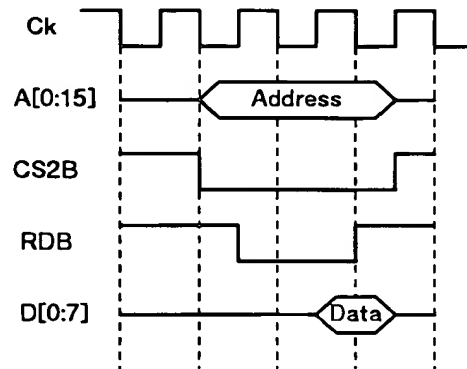 Ck
A[0:15] Address
CS2B
RDB
D[0:7] Data